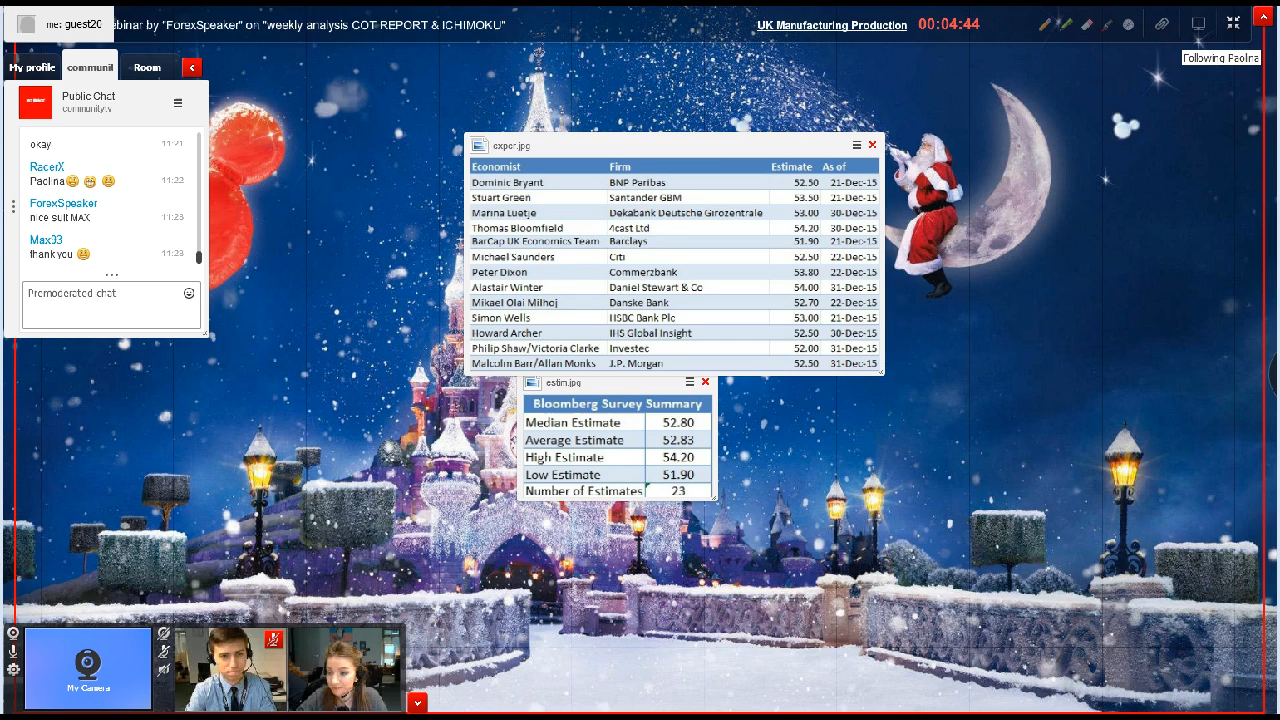 me: guest20
ebinar by "ForexSpeaker" on "weekly analysis COT-REPORT & ICHIMOKU"
UK Manufacturing Production 00:04:44
Following Paolina
My profile communit Room
Public Chat
communitytv
okay 11:21
RacerX
Paolina 11:22
ForexSpeaker
nice suit MAX 11:23
Max93
thank you 11:23
Premoderated chat
exper.jpg
Economist Firm Estimate As of
Dominic Bryant BNP Paribas 52.50 21-Dec-15
Stuart Green Santander GBM 53.50 21-Dec-15
Marina Luetje Dekabank Deutsche Girozentrale 53.00 30-Dec-15
Thomas Bloomfield 4cast Ltd 54.20 30-Dec-15
BarCap UK Economics Team Barclays 51.90 21-Dec-15
Michael Saunders Citi 52.50 22-Dec-15
Peter Dixon Commerzbank 53.80 22-Dec-15
Alastair Winter Daniel Stewart & Co 54.00 31-Dec-15
Mikael Olai Milhoj Danske Bank 52.70 22-Dec-15
Simon Wells HSBC Bank Plc 53.00 21-Dec-15
Howard Archer IHS Global Insight 52.50 30-Dec-15
Philip Shaw/Victoria Clarke Investec 52.00 31-Dec-15
Malcolm Barr/Allan Monks J.P. Morgan 52.50 31-Dec-15
estim.jpg
Bloomberg Survey Summary
Median Estimate 52.80
Average Estimate 52.83
High Estimate 54.20
Low Estimate 51.90
Number of Estimates 23
My Camera